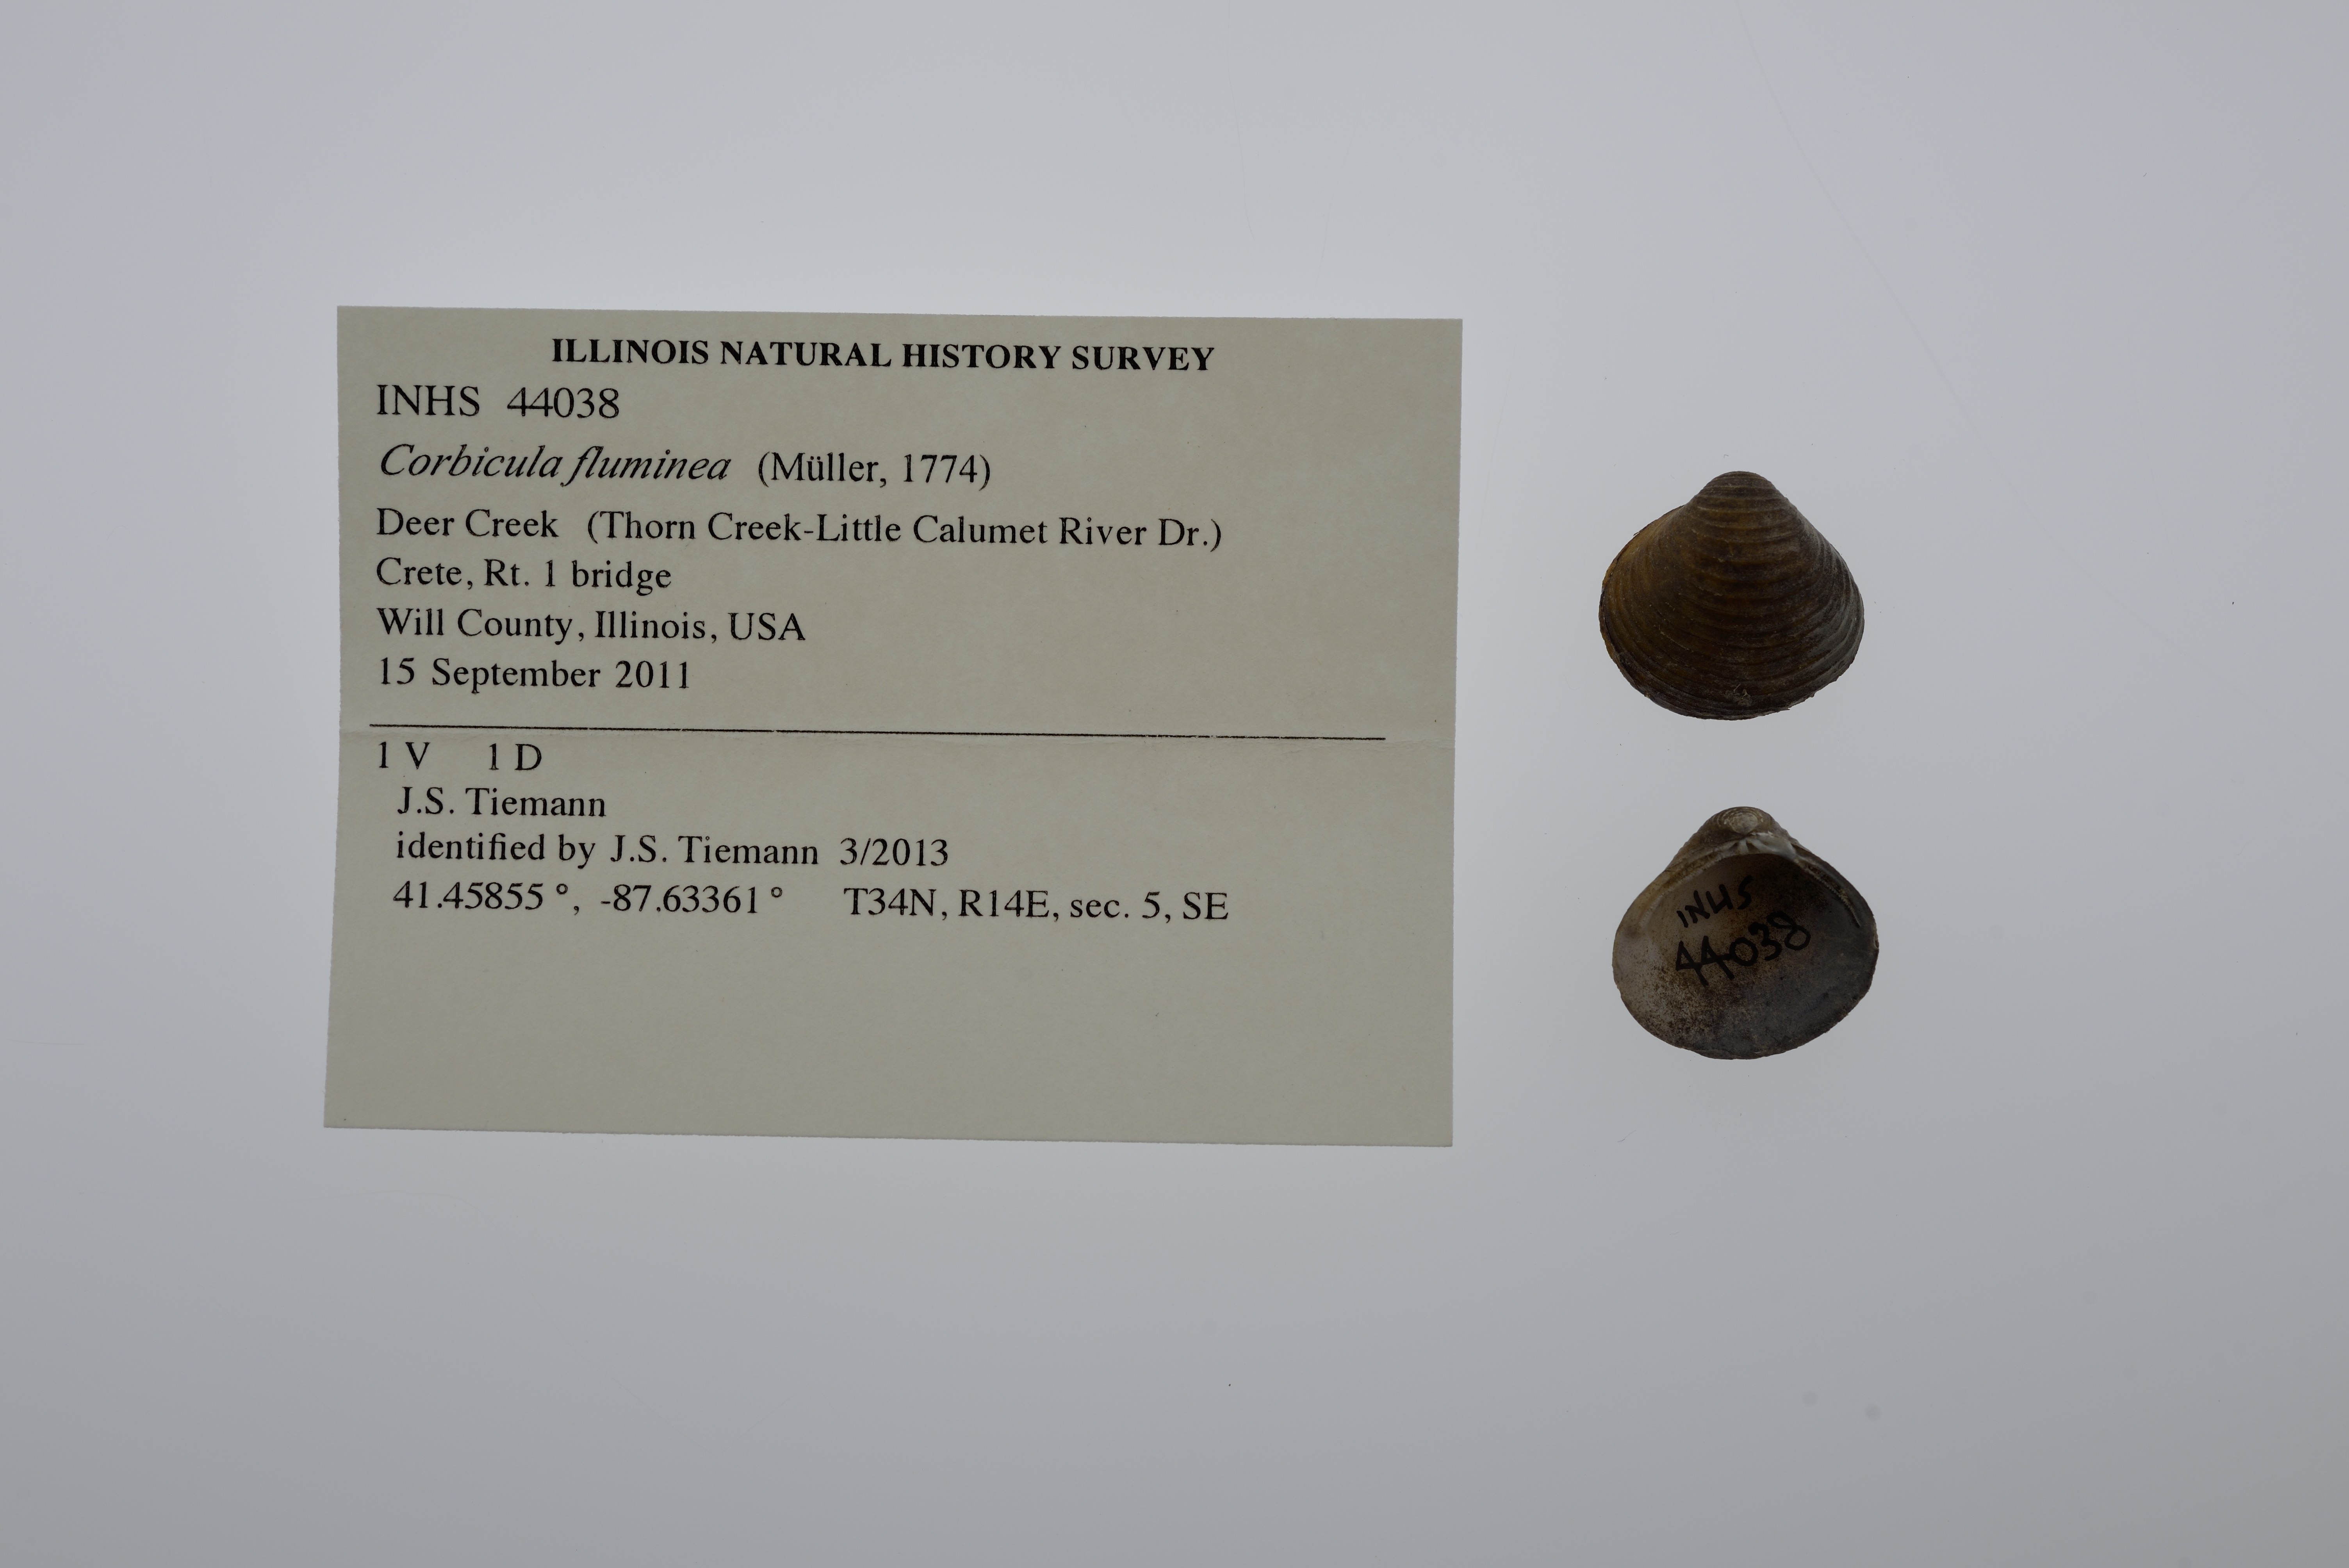 ILLINOIS NATURAL HISTORY SURVEY
INHS 44038
Corbicula fluminea (Müller, 1774)
Deer Creek (Thorn Creek-Little Calumet River Dr.)
Crete, Rt. 1 bridge
Will County, Illinois, USA
15 September 2011
1 V 1 D
J.S. Tiemann
identified by J.S. Tiemann 3/2013
41.45855 °, -87.63361 ° T34N, R14E, sec. 5, SE
INHS
44038